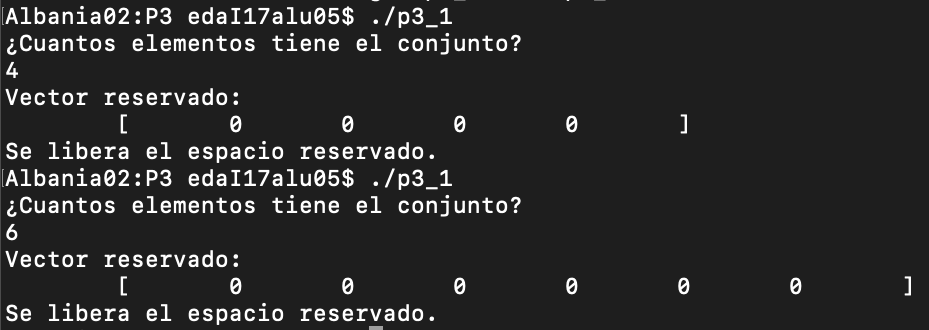 Albania02:P3 edaI17alu05$ ./p3_1
¿Cuantos elementos tiene el conjunto?
4
Vector reservado:
	[	0	0	0	0	]
Se libera el espacio reservado.
Albania02:P3 edaI17alu05$ ./p3_1
¿Cuantos elementos tiene el conjunto?
6
Vector reservado:
	[	0	0	0	0	0	0	]
Se libera el espacio reservado.